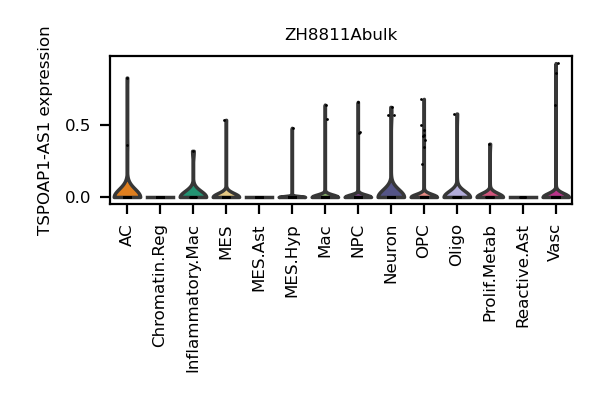 ZH8811Abulk
TSPOAP1-AS1 expression
0.5
0.0
AC
Chromatin.Reg
Inflammatory.Mac
MES
MES.Ast
MES.Hyp
Mac
NPC
Neuron
OPC
Oligo
Prolif.Metab
Reactive.Ast
Vasc